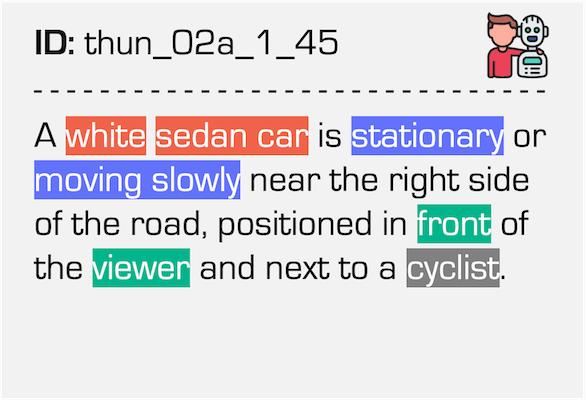 ID: thun_02a_1_45
A white sedan car is stationary or
moving slowly near the right side
of the road, positioned in front of
the viewer and next to a cyclist.